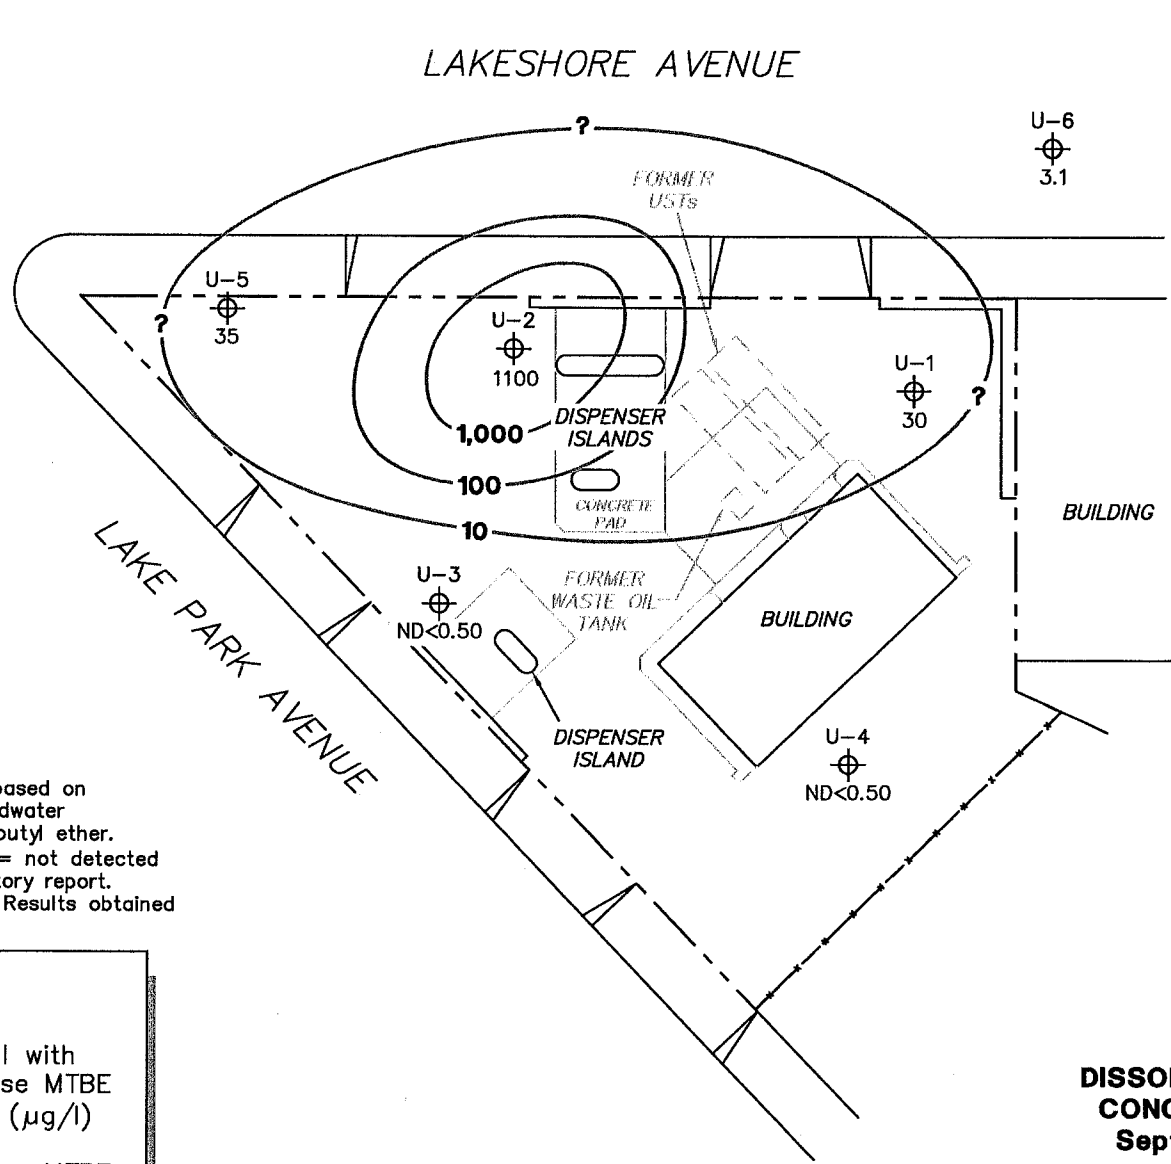 LAKESHORE AVENUE
?
U-6
3.1
FORMER
USTs
U-5
35
?
U-2
1100
U-1
30
?
DISPENSER
ISLANDS
1,000
100
CONCRETE
PAD
10
BUILDING
LAKE PARK AVENUE
U-3
ND<0.50
FORMER
WASTE OIL
TANK
BUILDING
DISPENSER
ISLAND
U-4
ND<0.50
based on
dwater
butyl ether.
= not detected
tory report.
Results obtained
l with
se MTBE
(µg/l)
MTBE
DISSO
CONC
Sept